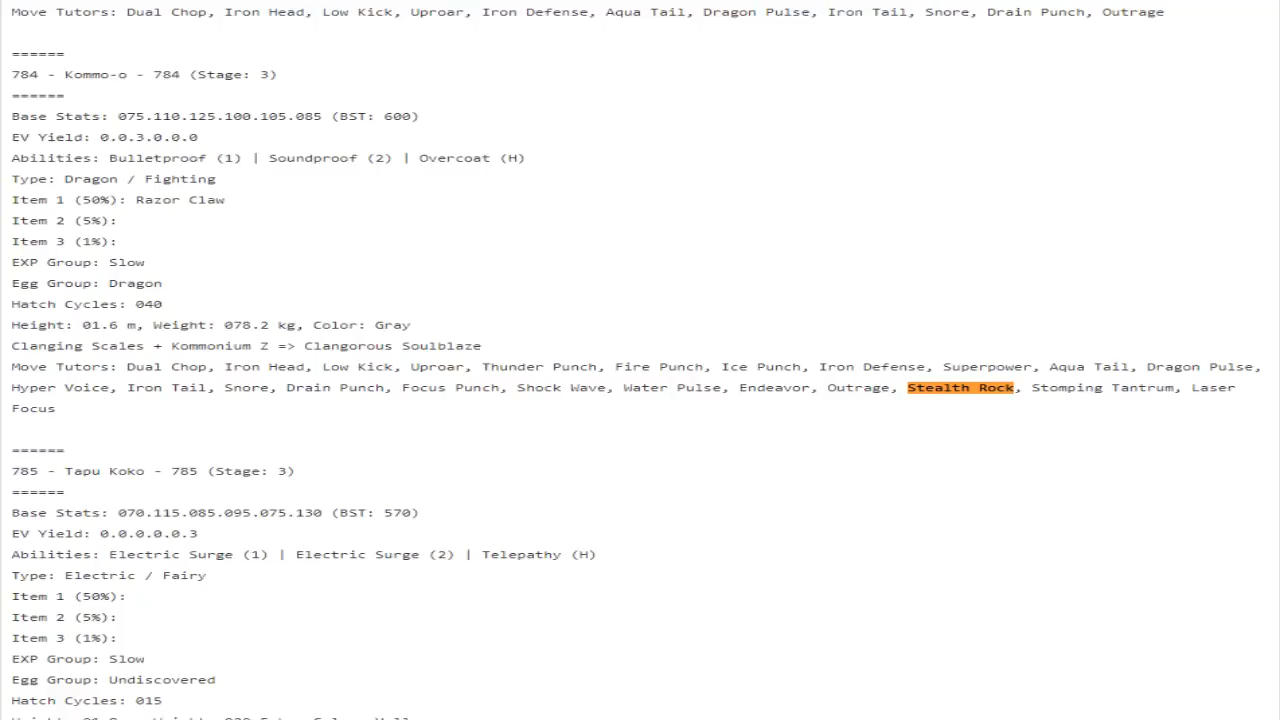 Move Tutors: Dual Chop, Iron Head, Low Kick, Uproar, Iron Defense, Aqua Tail, Dragon Pulse, Iron Tail, Snore, Drain Punch, Outrage
======
784 - Kommo-o - 784 (Stage: 3)
======
Base Stats: 075.110.125.100.105.085 (BST: 600)
EV Yield: 0.0.3.0.0.0
Abilities: Bulletproof (1) | Soundproof (2) | Overcoat (H)
Type: Dragon / Fighting
Item 1 (50%): Razor Claw
Item 2 (5%):
Item 3 (1%):
EXP Group: Slow
Egg Group: Dragon
Hatch Cycles: 040
Height: 01.6 m, Weight: 078.2 kg, Color: Gray
Clanging Scales + Kommonium Z => Clangorous Soulblaze
Move Tutors: Dual Chop, Iron Head, Low Kick, Uproar, Thunder Punch, Fire Punch, Ice Punch, Iron Defense, Superpower, Aqua Tail, Dragon Pulse,
Hyper Voice, Iron Tail, Snore, Drain Punch, Focus Punch, Shock Wave, Water Pulse, Endeavor, Outrage, Stealth Rock, Stomping Tantrum, Laser
Focus
======
785 - Tapu Koko - 785 (Stage: 3)
======
Base Stats: 070.115.085.095.075.130 (BST: 570)
EV Yield: 0.0.0.0.0.3
Abilities: Electric Surge (1) | Electric Surge (2) | Telepathy (H)
Type: Electric / Fairy
Item 1 (50%):
Item 2 (5%):
Item 3 (1%):
EXP Group: Slow
Egg Group: Undiscovered
Hatch Cycles: 015